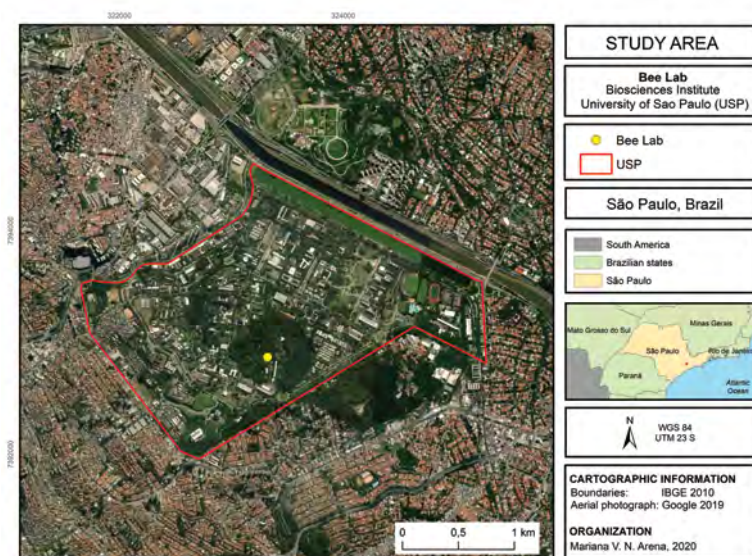 322000
324000
7394000
7392000
0 0,5 1 km
STUDY AREA
Bee Lab
Biosciences Institute
University of Sao Paulo (USP)
Bee Lab
USP
São Paulo, Brazil
South America
Brazilian states
São Paulo
Mato Grosso do Sul
Minas Gerais
São Paulo
Rio de Janeiro
Paraná
Atlantic
Ocean
N
WGS 84
UTM 23 S
CARTOGRAPHIC INFORMATION
Boundaries: IBGE 2010
Aerial photograph: Google 2019
ORGANIZATION
Mariana V. N. Arena, 2020